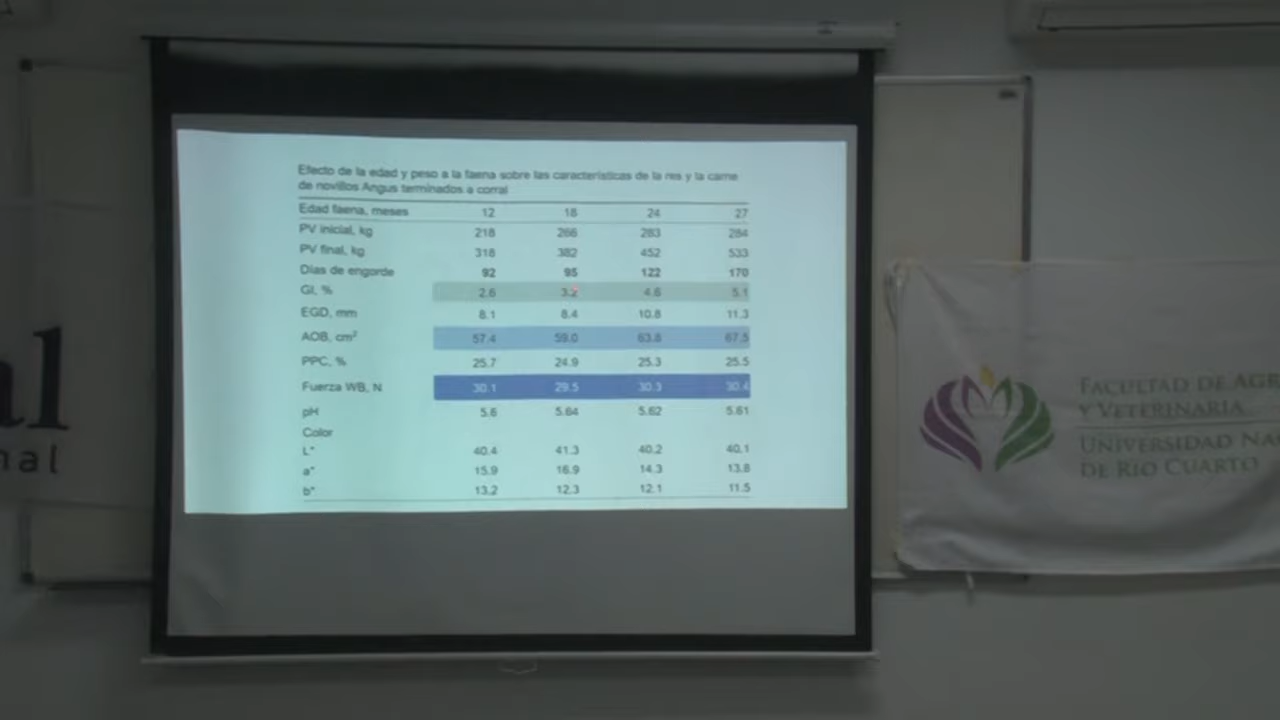 Efecto de la edad y peso a la faena sobre las características de la res y la carne
de novillos Angus terminados a corral
Edad faena, meses 12 18 24 27
PV inicial, kg 218 266 283 284
PV final, kg 318 382 452 533
Días de engorde 92 95 122 170
GI, % 2.6 3.2 4.6 5.1
EGD, mm 8.1 8.4 10.8 11.3
AOB, cm² 57.4 59.0 63.8 67.5
PPC, % 25.7 24.9 25.3 25.5
Fuerza WB, N 30.1 29.5 30.3 30.4
pH 5.6 5.64 5.62 5.61
Color
L* 40.4 41.3 40.2 40.1
a* 15.9 16.9 14.3 13.8
b* 13.2 12.3 12.1 11.5
al
nal
FACULTAD DE AGR
Y VETERINARIA
UNIVERSIDAD NA
DE RÍO CUARTO